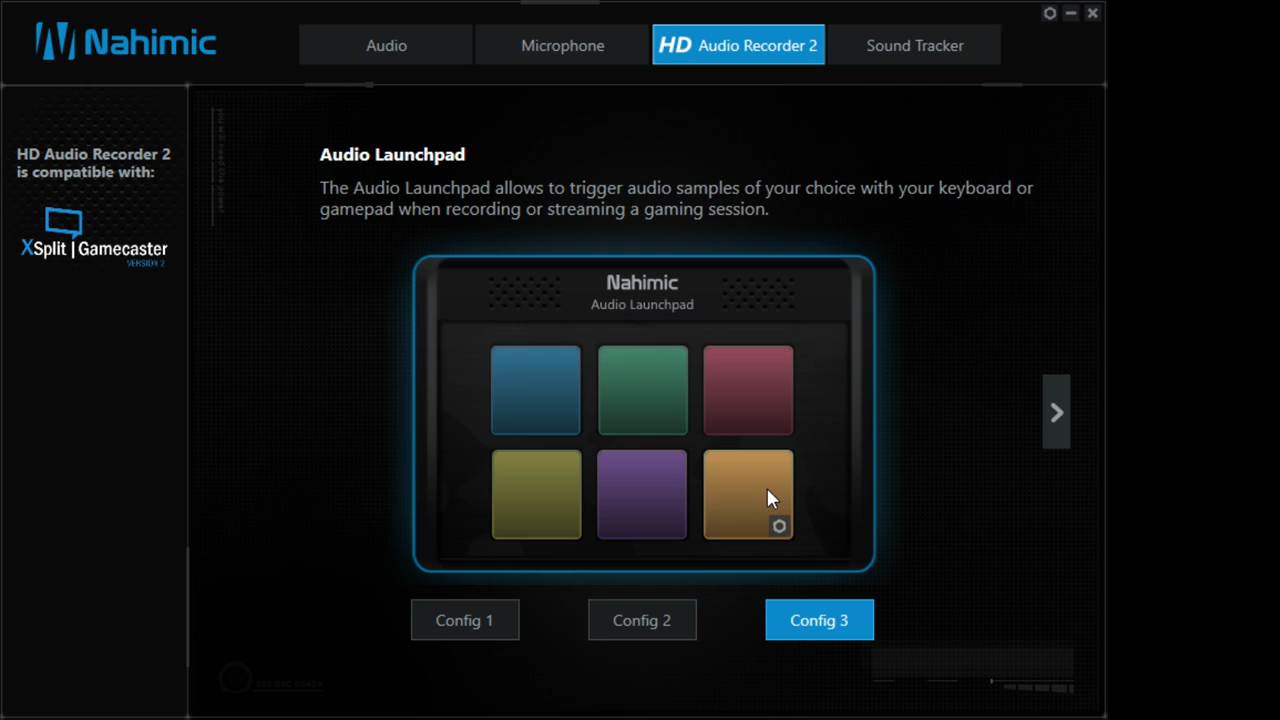 Nahimic
Audio
Microphone
HD Audio Recorder 2
Sound Tracker
HD Audio Recorder 2
is compatible with:
XSplit | Gamecaster
VERSION 2
Audio Launchpad
The Audio Launchpad allows to trigger audio samples of your choice with your keyboard or
gamepad when recording or streaming a gaming session.
Nahimic
Audio Launchpad
Config 1
Config 2
Config 3